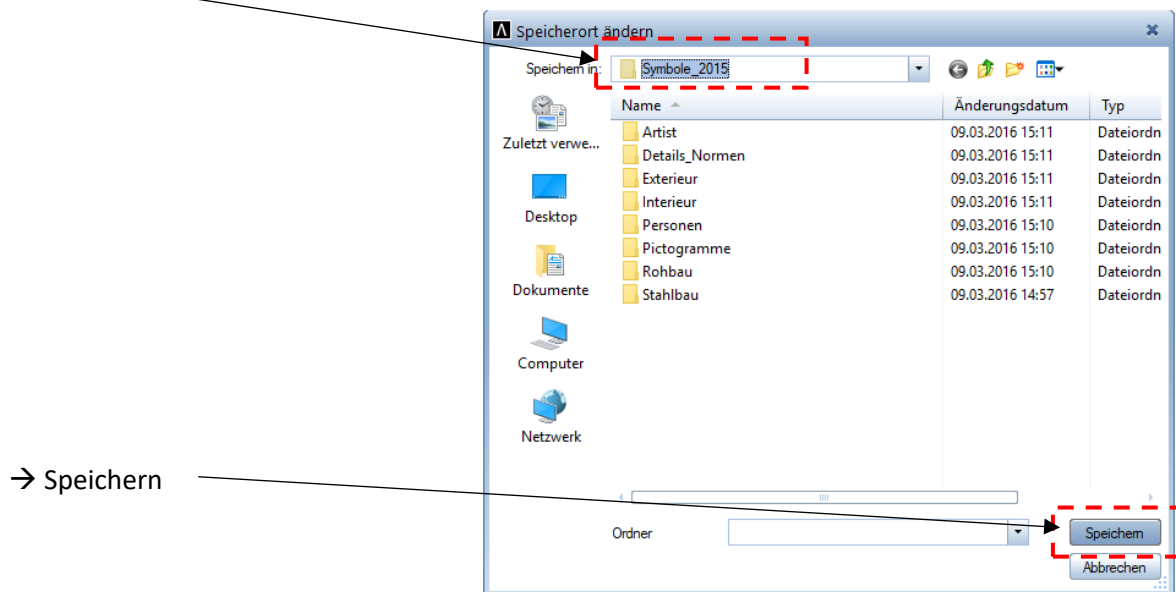 Speicherort ändern
Speichern in: Symbole_2015
Name Änderungsdatum Typ
Zuletzt verwe...
Desktop
Dokumente
Computer
Netzwerk
Artist 09.03.2016 15:11 Dateiordn
Details_Normen 09.03.2016 15:11 Dateiordn
Exterieur 09.03.2016 15:11 Dateiordn
Interieur 09.03.2016 15:11 Dateiordn
Personen 09.03.2016 15:10 Dateiordn
Pictogramme 09.03.2016 15:10 Dateiordn
Rohbau 09.03.2016 15:10 Dateiordn
Stahlbau 09.03.2016 14:57 Dateiordn
→ Speichern
Ordner Speichern
Abbrechen